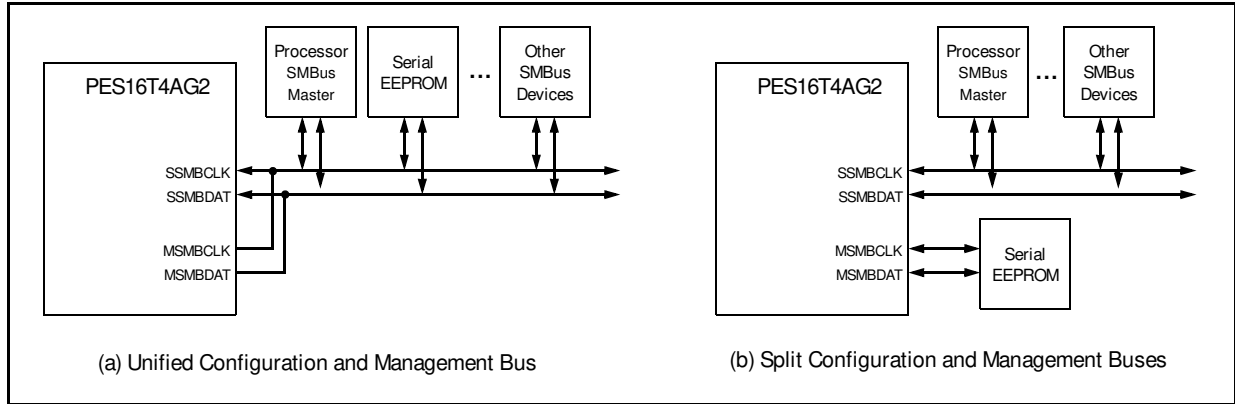 PES16T4AG2
Processor
SMBus
Master
Serial
EEPROM
...
Other
SMBus
Devices
SSMBCLK
SSMBDAT
MSMBCLK
MSMBDAT
(a) Unified Configuration and Management Bus
PES16T4AG2
Processor
SMBus
Master
...
Other
SMBus
Devices
SSMBCLK
SSMBDAT
MSMBCLK
MSMBDAT
Serial
EEPROM
(b) Split Configuration and Management Buses